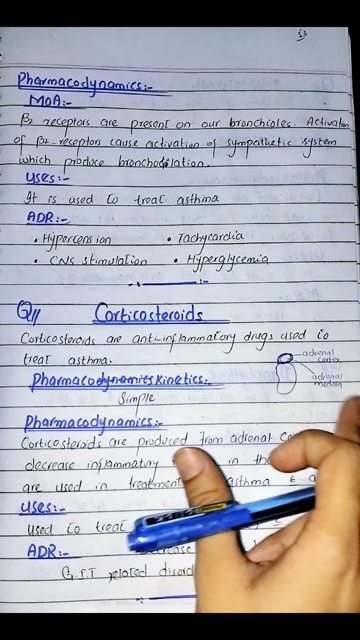 53
Pharmacodynamics:-
MOA:-
β2 receptors are present on our bronchioles. Activation
of β2-receptors cause activation of sympathetic system
which produce bronchodilation.
Uses:-
It is used to treat asthma
ADR:-
• Hypertension • Tachycardia
• CNS stimulation • Hyperglycemia
Q11 Corticosteroids
Corticosteroids are anti-inflammatory drugs used to
treat asthma.
adrenal
cortex
adrenal
medulla
Pharmacodynamics Kinetics:-
Simple
Pharmacodynamics:-
Corticosteroids are produced from adrenal
decrease inflammatory in the
are used in treatment asthma
Uses:-
Used to treat
ADR:-
G.I.T related